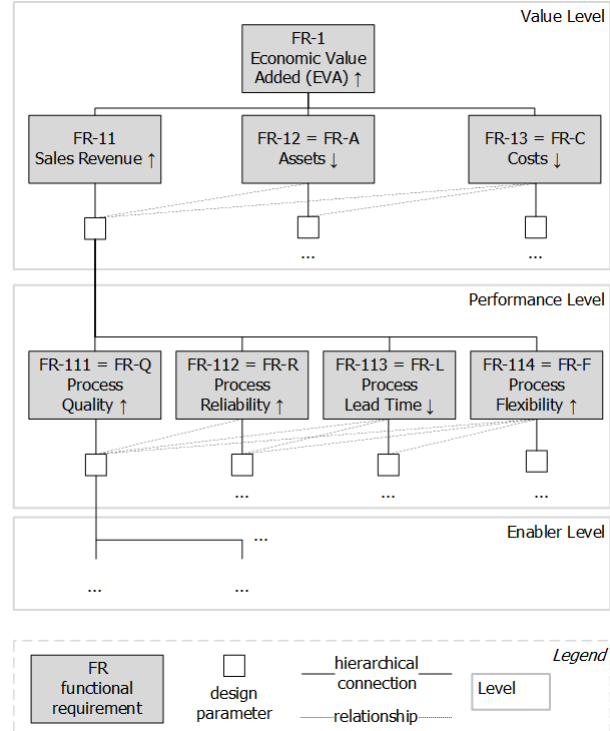 Value Level
FR-1
Economic Value
Added (EVA) ↑
FR-11
Sales Revenue ↑
FR-12 = FR-A
Assets ↓
FR-13 = FR-C
Costs ↓
...
...
Performance Level
FR-111 = FR-Q
Process
Quality ↑
FR-112 = FR-R
Process
Reliability ↑
FR-113 = FR-L
Process
Lead Time ↓
FR-114 = FR-F
Process
Flexibility ↑
...
...
...
Enabler Level
...
...
...
Legend
FR
functional
requirement
design
parameter
hierarchical
connection
relationship
Level